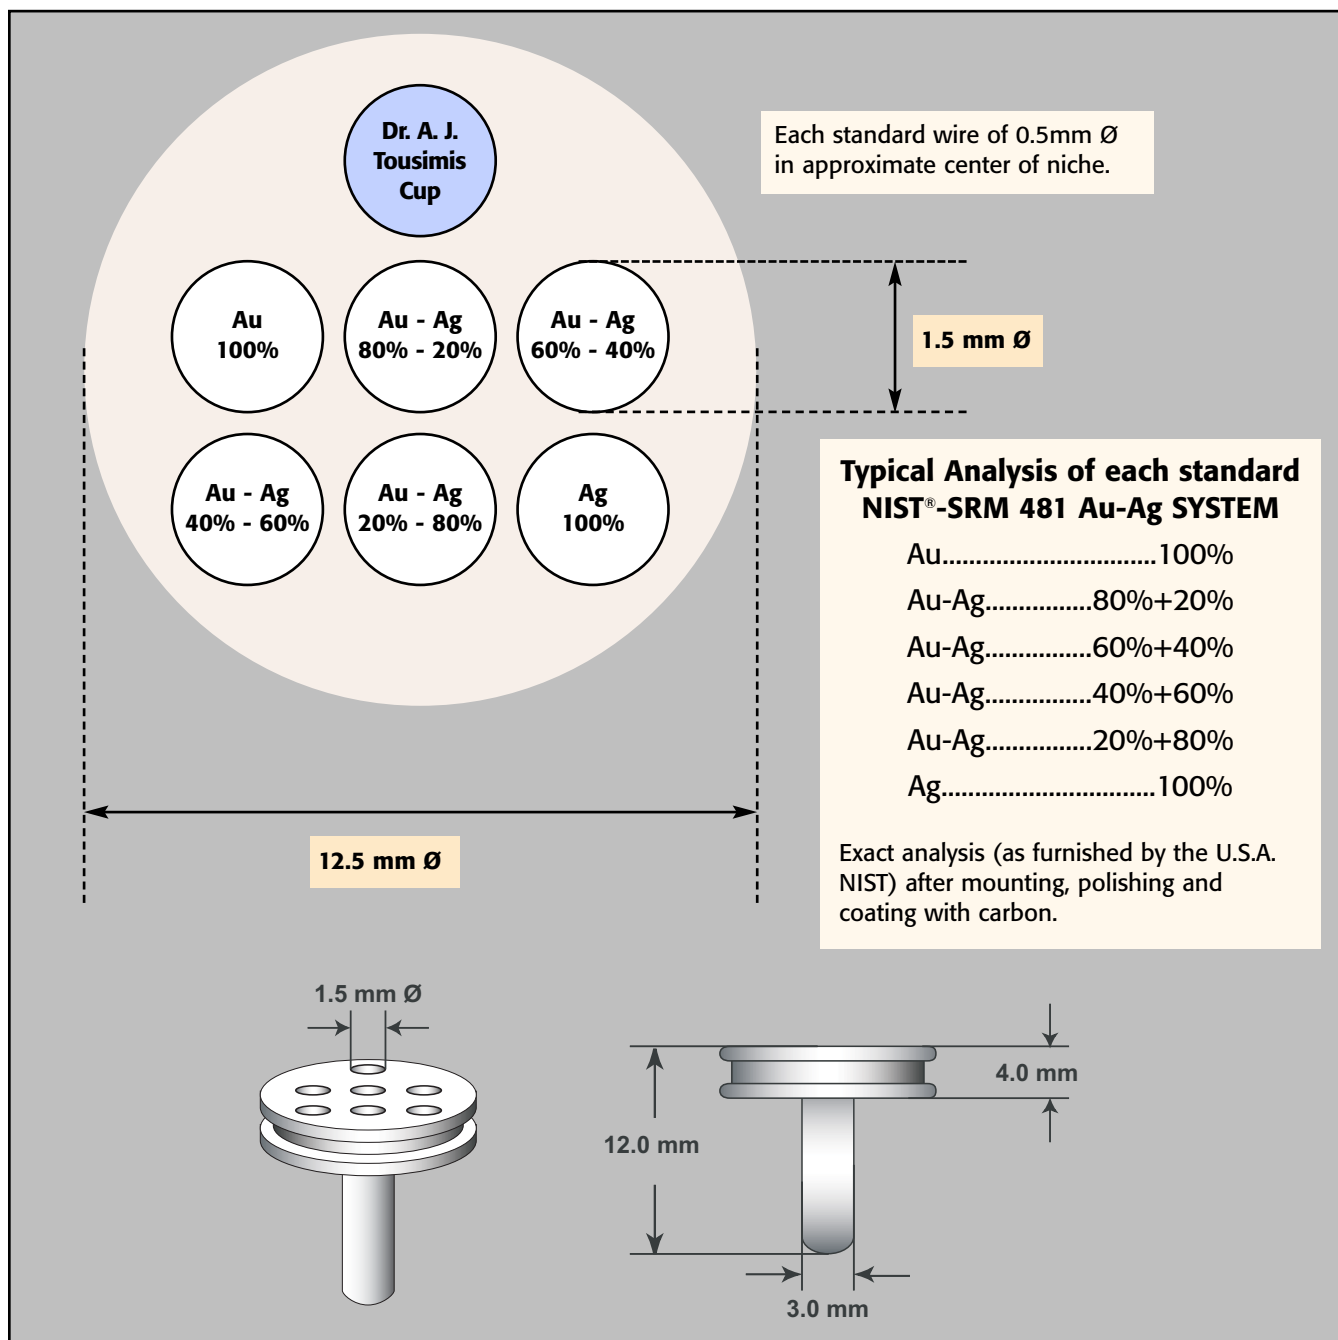 Dr. A. J.
Tousimis
Cup
Each standard wire of 0.5mm Ø
in approximate center of niche.
Au
100%
Au - Ag
80% - 20%
Au - Ag
60% - 40%
1.5 mm Ø
Au - Ag
40% - 60%
Au - Ag
20% - 80%
Ag
100%
12.5 mm Ø
Typical Analysis of each standard
NIST®-SRM 481 Au-Ag SYSTEM
Au................................100%
Au-Ag................80%+20%
Au-Ag................60%+40%
Au-Ag................40%+60%
Au-Ag................20%+80%
Ag................................100%
Exact analysis (as furnished by the U.S.A.
NIST) after mounting, polishing and
coating with carbon.
1.5 mm Ø
12.0 mm
4.0 mm
3.0 mm